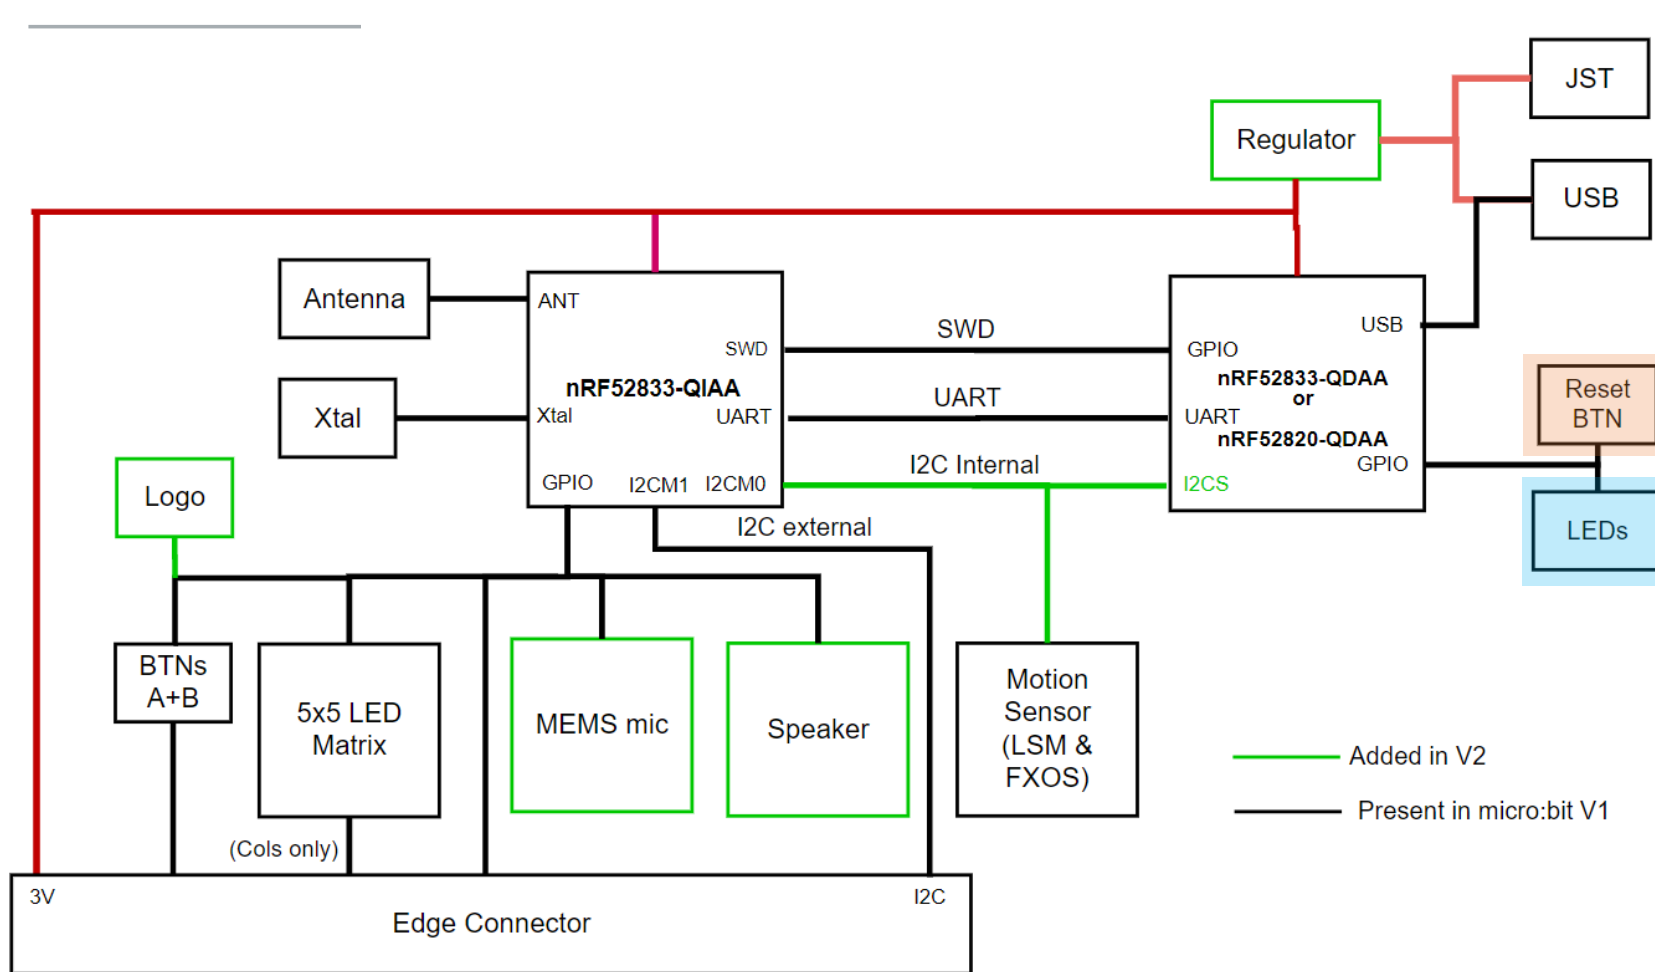 JST
Regulator
USB
Antenna
ANT
SWD
USB
SWD
GPIO
nRF52833-QIAA
nRF52833-QDAA
or
nRF52820-QDAA
Reset
BTN
Xtal
Xtal
UART
UART
UART
GPIO
I2C Internal
GPIO
I2CM1
I2CM0
I2CS
Logo
I2C external
LEDs
BTNs
A+B
5x5 LED
Matrix
MEMS mic
Speaker
Motion
Sensor
(LSM &
FXOS)
Added in V2
Present in micro:bit V1
(Cols only)
3V
I2C
Edge Connector